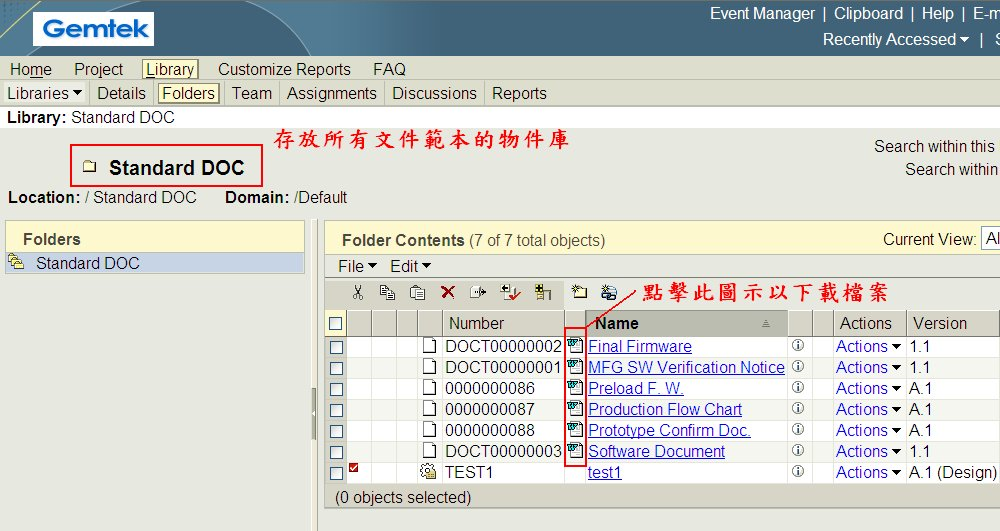 Gemtek
Event Manager | Clipboard | Help | E-m
Recently Accessed |
Home Project Library Customize Reports FAQ
Libraries Details Folders Team Assignments Discussions Reports
Library: Standard DOC
存放所有文件範本的物件庫
Search within this
Standard DOC
Search within
Location: / Standard DOC Domain: /Default
Folders
Standard DOC
Folder Contents (7 of 7 total objects)
Current View: Al
File Edit
點擊此圖示以下載檔案
Number Name Actions Version
DOCT00000002 Final Firmware Actions 1.1
DOCT00000001 MFG SW Verification Notice Actions 1.1
0000000086 Preload F. W. Actions A.1
0000000087 Production Flow Chart Actions A.1
0000000088 Prototype Confirm Doc. Actions A.1
DOCT00000003 Software Document Actions 1.1
TEST1 test1 Actions A.1 (Design)
(0 objects selected)